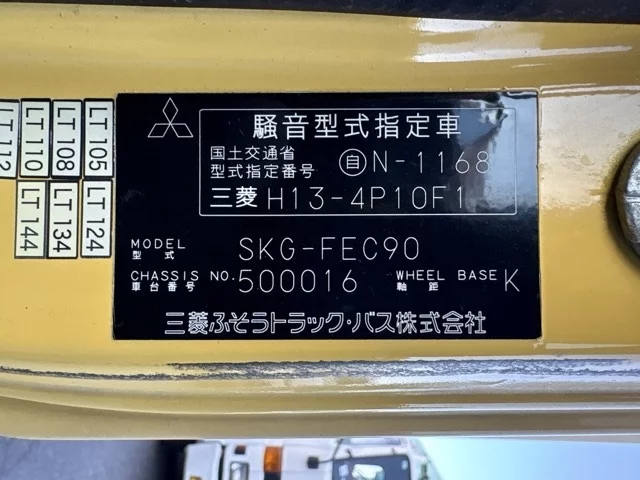 騒音型式指定車
国土交通省
型式指定番号 自N-1168
三菱 H13-4P10F1
MODEL
型式 SKG-FEC90
CHASSIS NO.
車台番号 500016 WHEEL BASE
軸距 K
三菱ふそうトラック・バス株式会社
LT 112
LT 110
LT 108
LT 105
LT 144
LT 134
LT 124